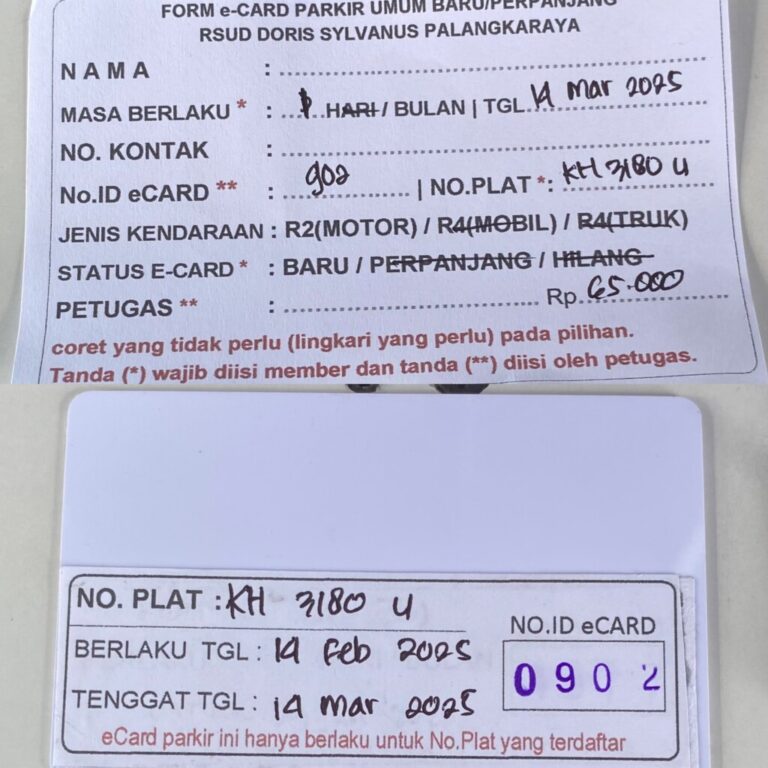 FORM e-CARD PARKIR UMUM BARU/PERPANJANG
RSUD DORIS SYLVANUS PALANGKARAYA
NAMA : ........................
MASA BERLAKU * : ... 1 .. HARI / BULAN | TGL. 14 Mar 2025
NO. KONTAK : ........................
No.ID eCARD ** : 902 | NO.PLAT *: KH 3180 U
JENIS KENDARAAN : R2(MOTOR) / R4(MOBIL) / R4(TRUK)
STATUS E-CARD * : BARU / PERPANJANG / HILANG
PETUGAS ** : ........................ Rp. 65.000
coret yang tidak perlu (lingkari yang perlu) pada pilihan.
Tanda (*) wajib diisi member dan tanda (**) diisi oleh petugas.
NO. PLAT : KH 3180 U
BERLAKU TGL : 14 Feb 2025
TENGGAT TGL : 14 Mar 2025
NO.ID eCARD
0902
eCard parkir ini hanya berlaku untuk No.Plat yang terdaftar